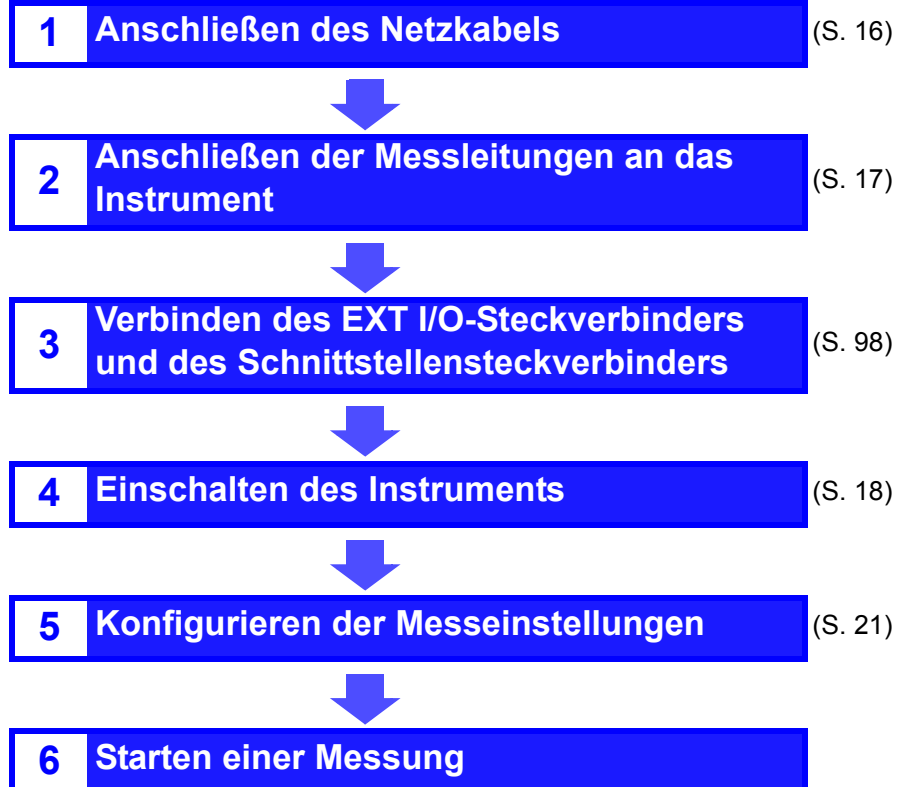 1 Anschließen des Netzkabels (S. 16)
2 Anschließen der Messleitungen an das
Instrument (S. 17)
3 Verbinden des EXT I/O-Steckverbinders
und des Schnittstellensteckverbinders (S. 98)
4 Einschalten des Instruments (S. 18)
5 Konfigurieren der Messeinstellungen (S. 21)
6 Starten einer Messung